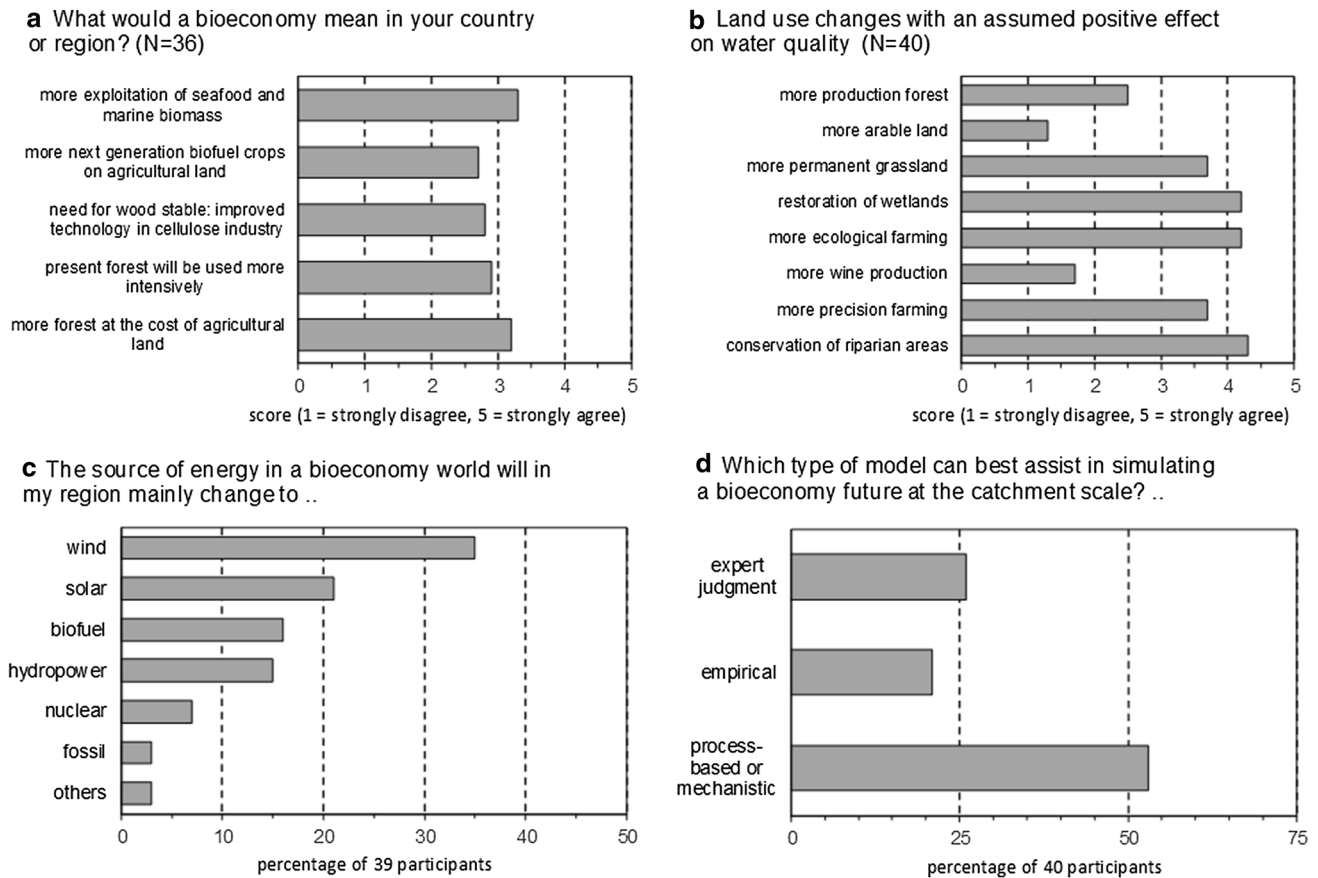 a What would a bioeconomy mean in your country
or region? (N=36)
more exploitation of seafood and
marine biomass
more next generation biofuel crops
on agricultural land
need for wood stable: improved
technology in cellulose industry
present forest will be used more
intensively
more forest at the cost of agricultural
land
0 1 2 3 4 5
score (1 = strongly disagree, 5 = strongly agree)
b Land use changes with an assumed positive effect
on water quality (N=40)
more production forest
more arable land
more permanent grassland
restoration of wetlands
more ecological farming
more wine production
more precision farming
conservation of riparian areas
0 1 2 3 4 5
score (1 = strongly disagree, 5 = strongly agree)
c The source of energy in a bioeconomy world will in
my region mainly change to ..
wind
solar
biofuel
hydropower
nuclear
fossil
others
0 10 20 30 40 50
percentage of 39 participants
d Which type of model can best assist in simulating
a bioeconomy future at the catchment scale? ..
expert
judgment
empirical
process-
based or
mechanistic
0 25 50 75
percentage of 40 participants